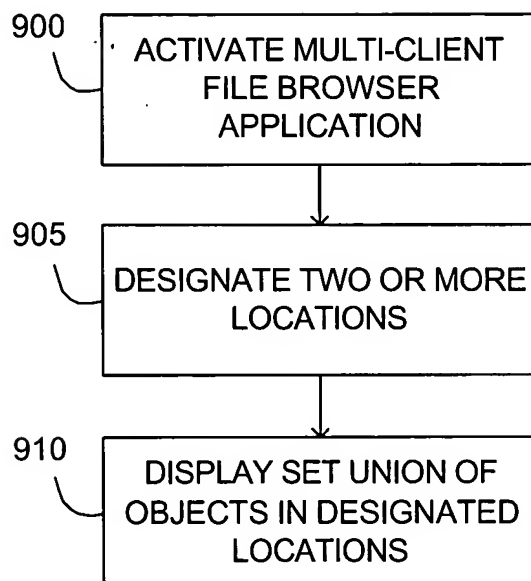 900
ACTIVATE MULTI-CLIENT
FILE BROWSER
APPLICATION
905
DESIGNATE TWO OR MORE
LOCATIONS
910
DISPLAY SET UNION OF
OBJECTS IN DESIGNATED
LOCATIONS